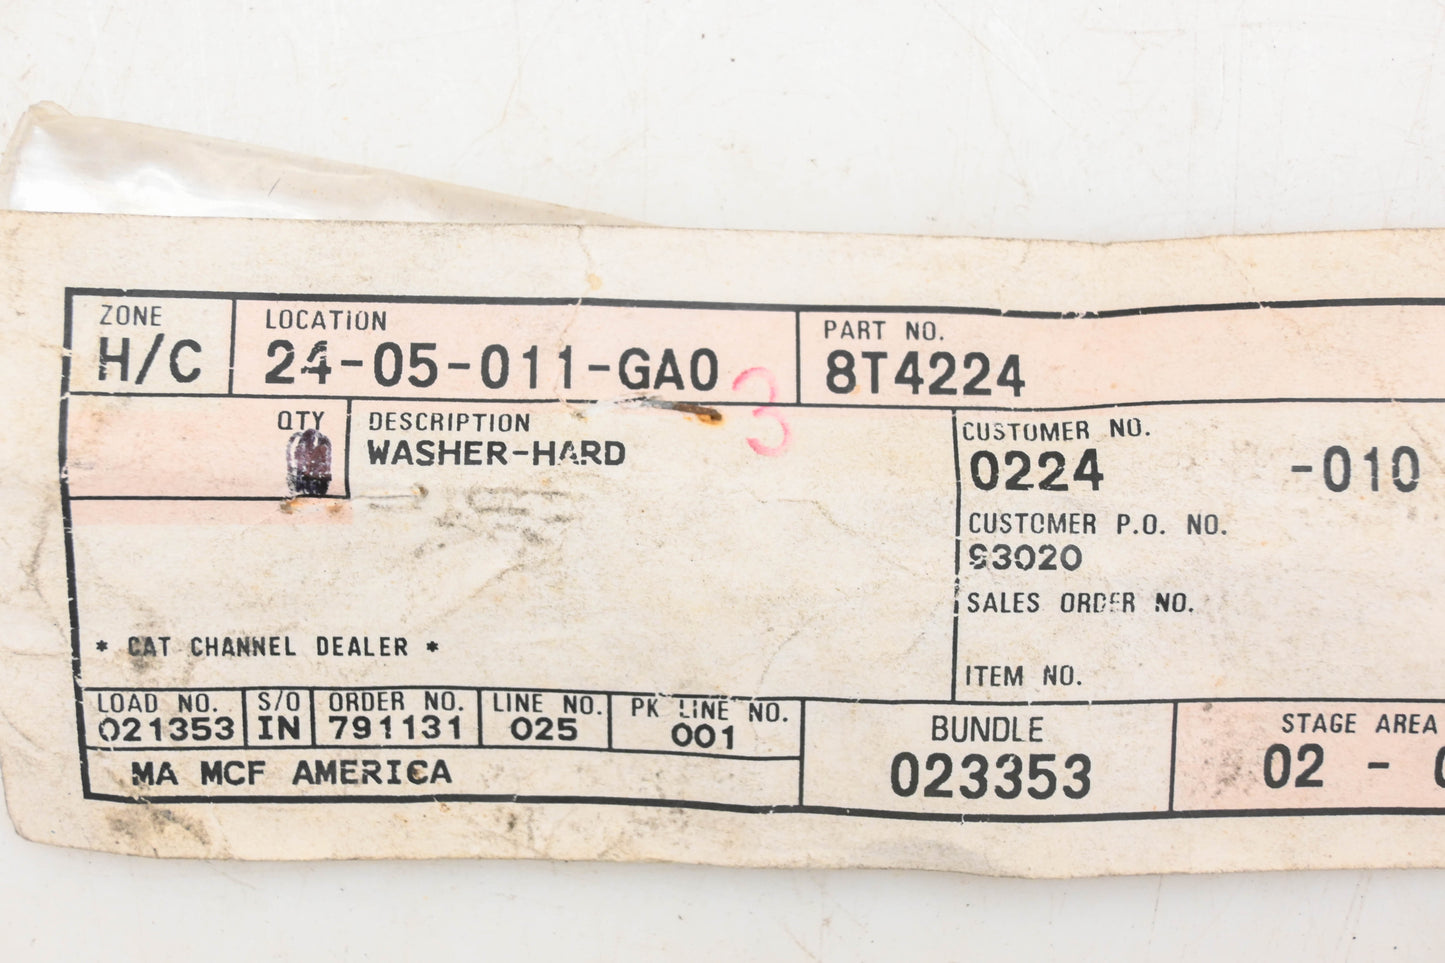 ZONE LOCATION PART NO.
H/C 24-05-011-GA0 8T4224
3
QTY DESCRIPTION CUSTOMER NO.
WASHER-HARD 0224 -010
CUSTOMER P.O. NO.
93020
SALES ORDER NO.
* CAT CHANNEL DEALER *
ITEM NO.
LOAD NO. S/O ORDER NO. LINE NO. PK LINE NO. BUNDLE STAGE AREA
021353 IN 791131 025 001 023353 02 -
MA MCF AMERICA